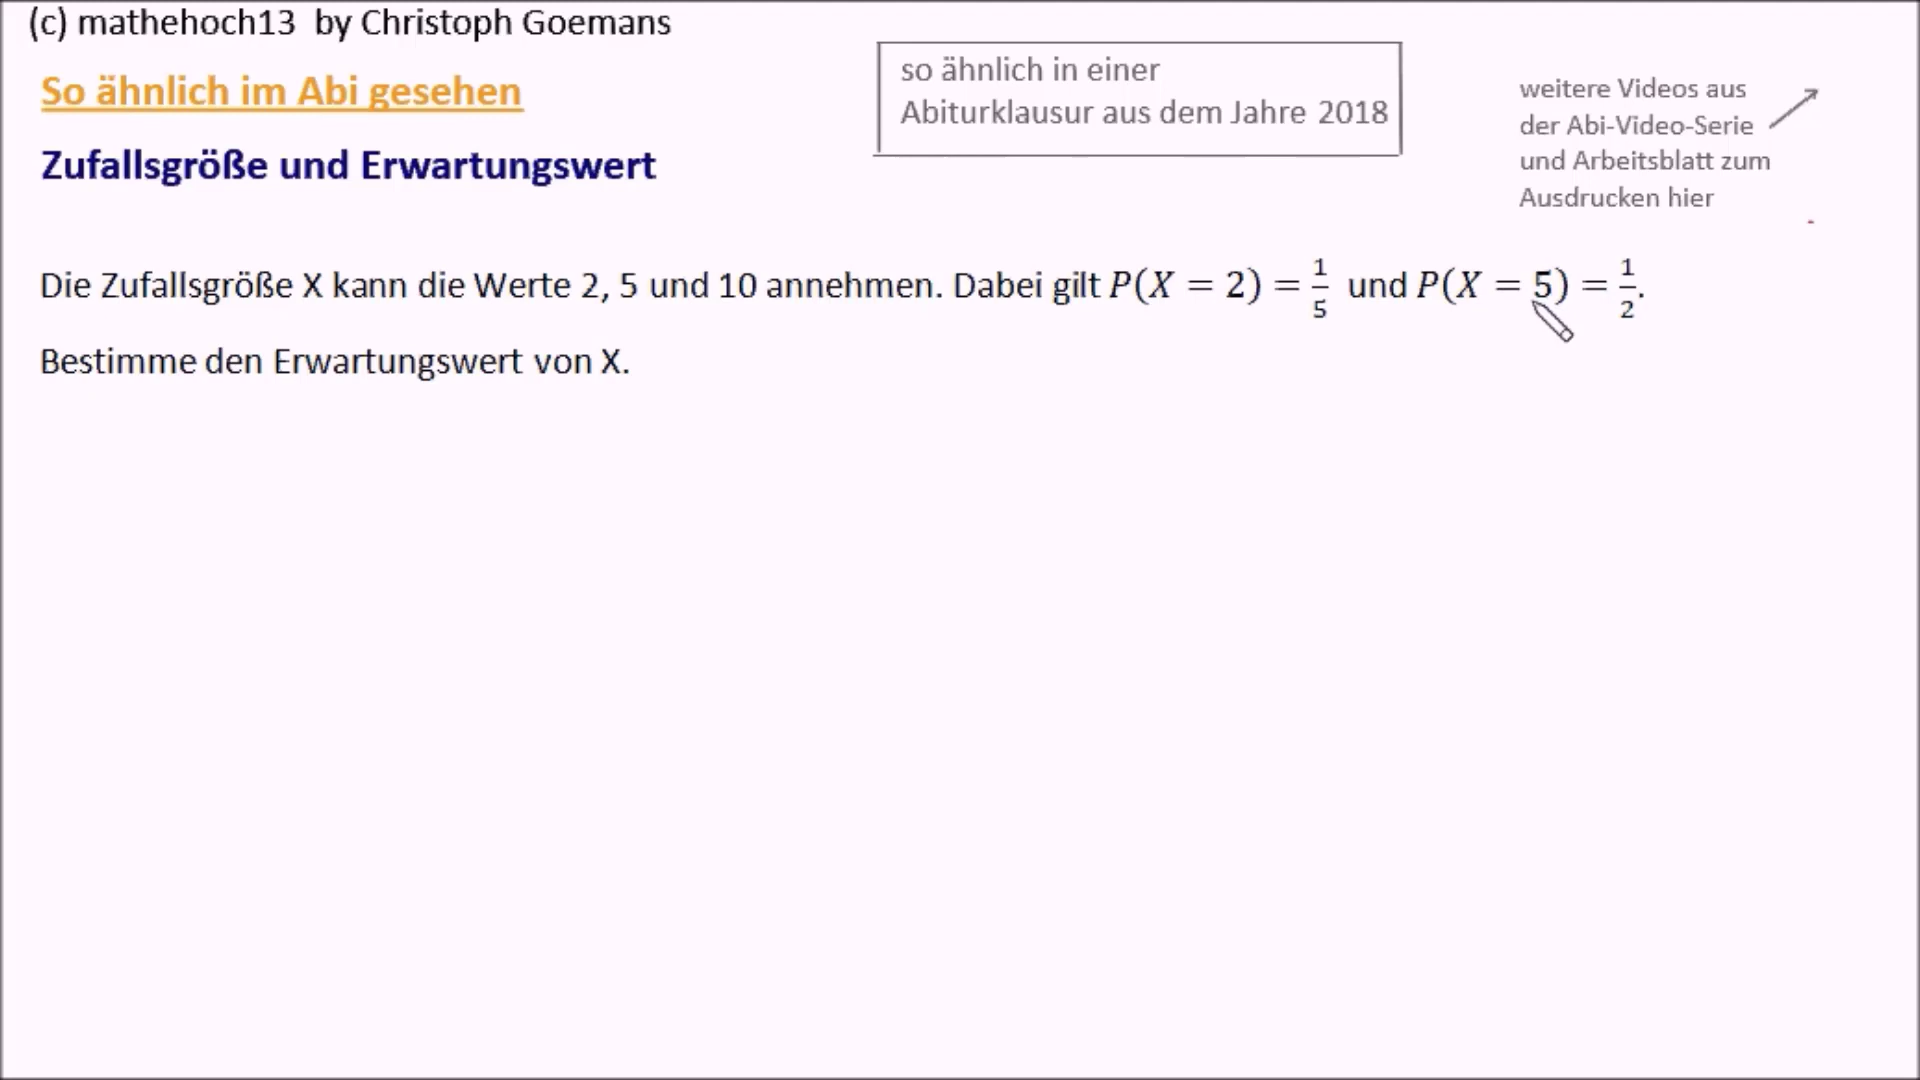 (c) mathehoch13 by Christoph Goemans
So ähnlich im Abi gesehen
so ähnlich in einer
Abiturklausur aus dem Jahre 2018
weitere Videos aus
der Abi-Video-Serie
und Arbeitsblatt zum
Ausdrucken hier
Zufallsgröße und Erwartungswert
Die Zufallsgröße X kann die Werte 2, 5 und 10 annehmen. Dabei gilt P(X = 2) = 1/5 und P(X = 5) = 1/2.
Bestimme den Erwartungswert von X.